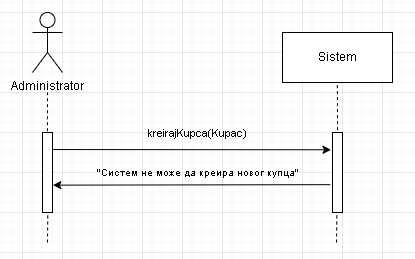 Sistem
Administrator
kreirajKupca(Kupac)
"Систем не може да креира новог купца"